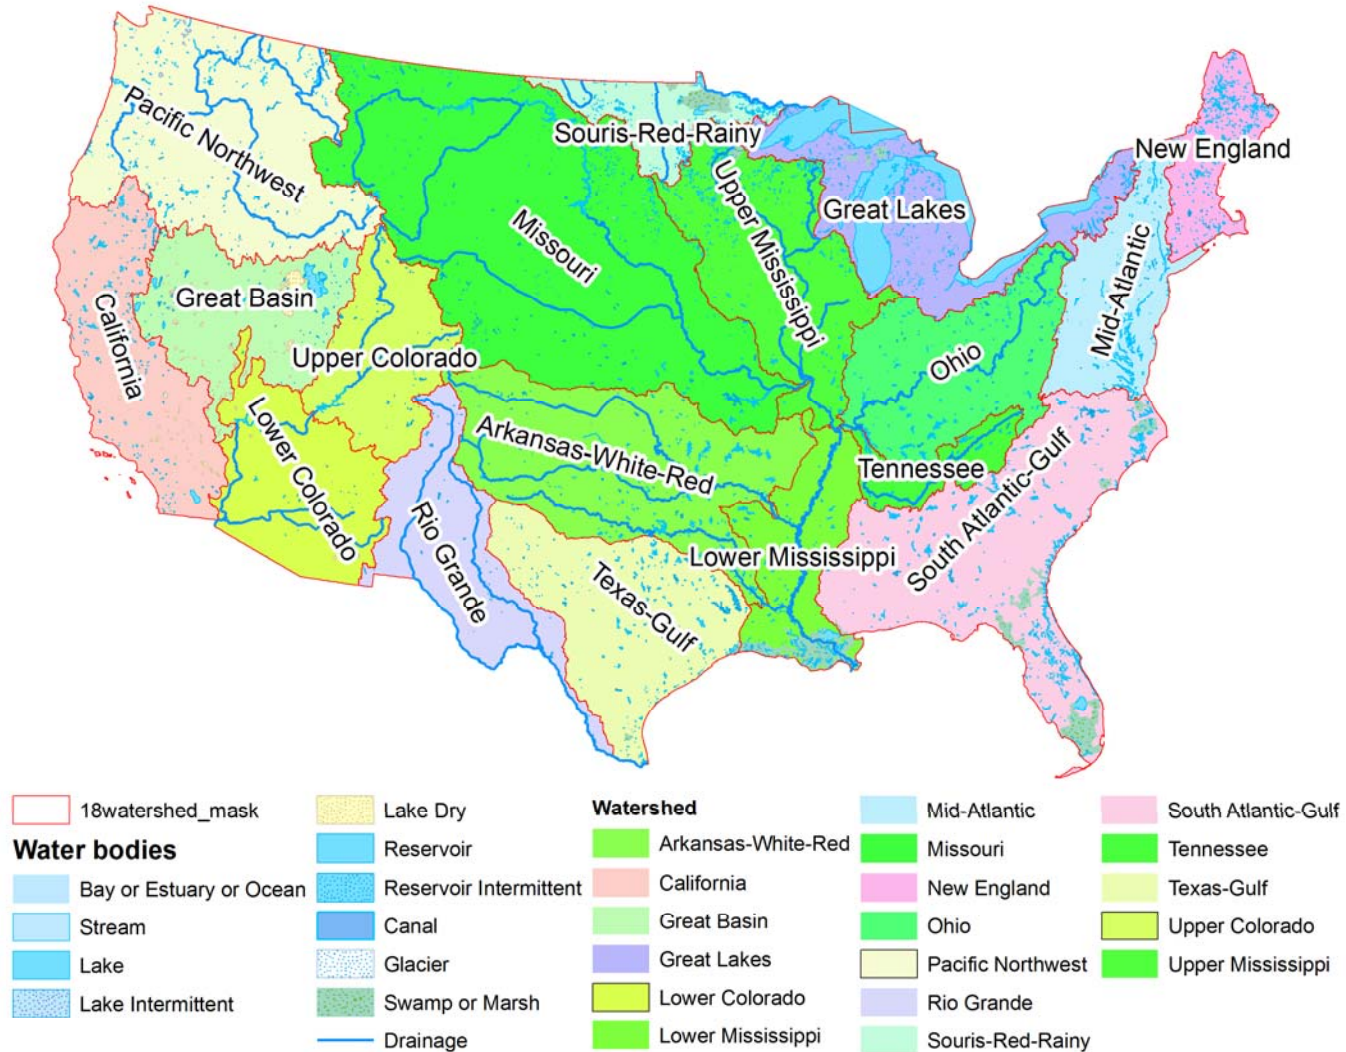 Pacific Northwest
Souris-Red-Rainy
New England
Missouri
Upper Mississippi
Great Lakes
Mid-Atlantic
California
Great Basin
Upper Colorado
Ohio
Lower Colorado
Arkansas-White-Red
Tennessee
South Atlantic-Gulf
Rio Grande
Lower Mississippi
Texas-Gulf
18watershed_mask
Water bodies
Bay or Estuary or Ocean
Stream
Lake
Lake Intermittent
Lake Dry
Reservoir
Reservoir Intermittent
Canal
Glacier
Swamp or Marsh
Drainage
Watershed
Arkansas-White-Red
California
Great Basin
Great Lakes
Lower Colorado
Lower Mississippi
Mid-Atlantic
Missouri
New England
Ohio
Pacific Northwest
Rio Grande
Souris-Red-Rainy
South Atlantic-Gulf
Tennessee
Texas-Gulf
Upper Colorado
Upper Mississippi